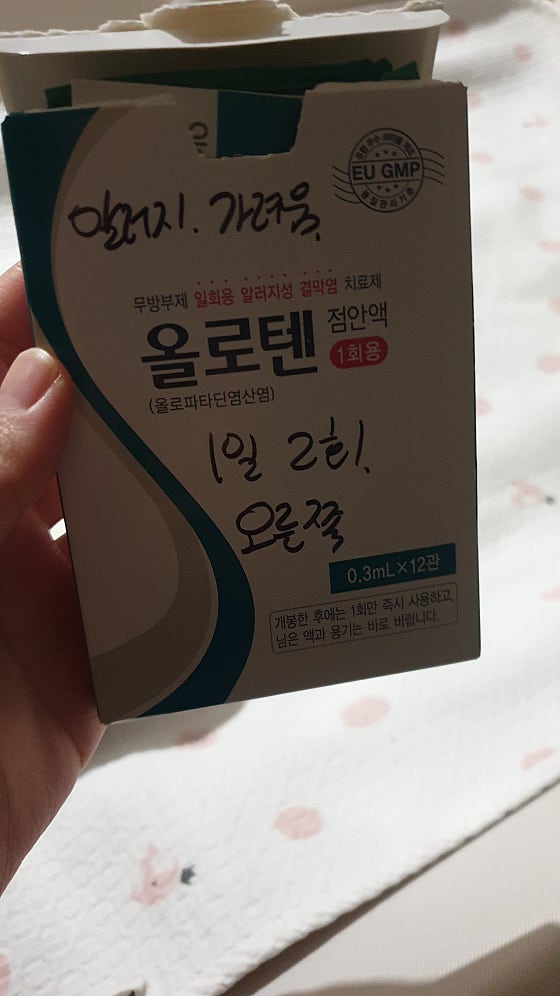 EU GMP
알러지. 가려움.
무방부제 일회용 알러지성 결막염 치료제
올로텐 점안액
1회용
(올로파타딘염산염)
1일 2회.
오른쪽
0.3mL×12관
개봉한 후에는 1회만 즉시 사용하고,
남은 액과 용기는 바로 버립니다.